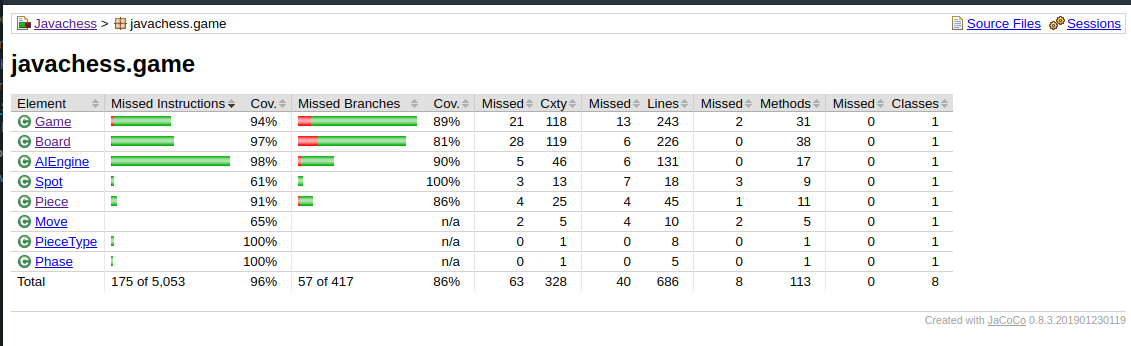 Javachess > javachess.game Source Files Sessions
javachess.game
Element Missed Instructions Cov. Missed Branches Cov. Missed Cxty Missed Lines Missed Methods Missed Classes
Game 94% 89% 21 118 13 243 2 31 0 1
Board 97% 81% 28 119 6 226 0 38 0 1
AIEngine 98% 90% 5 46 6 131 0 17 0 1
Spot 61% 100% 3 13 7 18 3 9 0 1
Piece 91% 86% 4 25 4 45 1 11 0 1
Move 65% n/a 2 5 4 10 2 5 0 1
PieceType 100% n/a 0 1 0 8 0 1 0 1
Phase 100% n/a 0 1 0 5 0 1 0 1
Total 175 of 5,053 96% 57 of 417 86% 63 328 40 686 8 113 0 8
Created with JaCoCo 0.8.3.201901230119